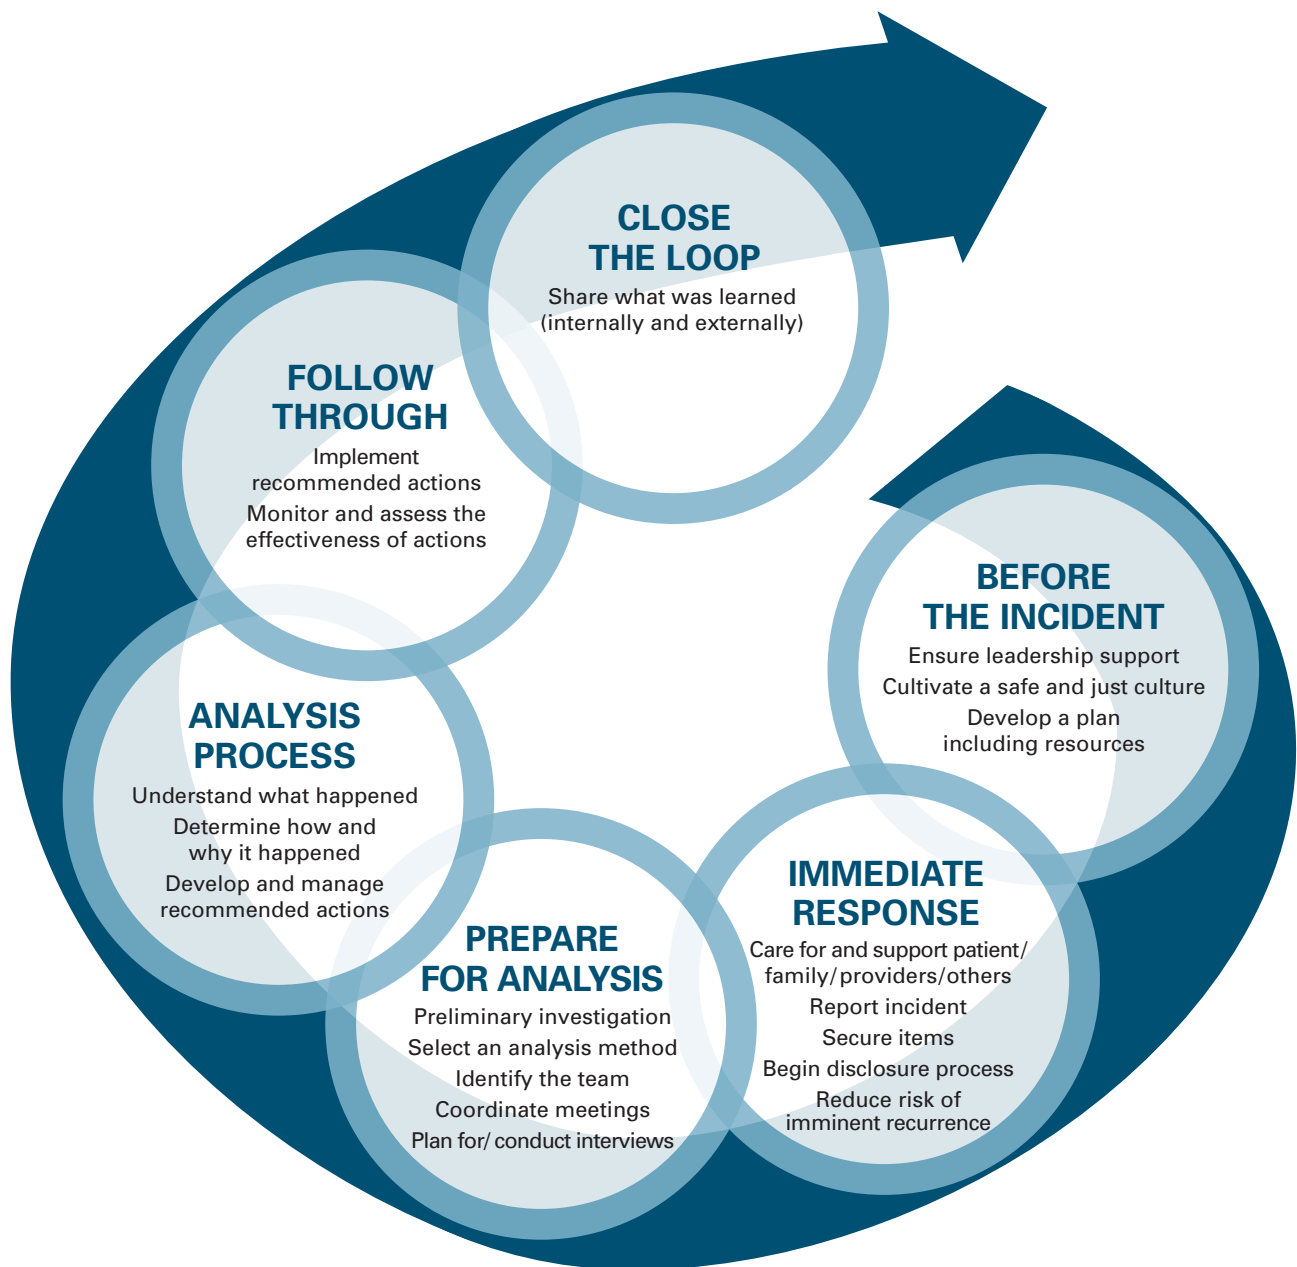 CLOSE
THE LOOP
Share what was learned
(internally and externally)
FOLLOW
THROUGH
Implement
recommended actions
Monitor and assess the
effectiveness of actions
BEFORE
THE INCIDENT
Ensure leadership support
Cultivate a safe and just culture
Develop a plan
including resources
ANALYSIS
PROCESS
Understand what happened
Determine how and
why it happened
Develop and manage
recommended actions
IMMEDIATE
RESPONSE
Care for and support patient/
family/providers/others
Report incident
Secure items
Begin disclosure process
Reduce risk of
imminent recurrence
PREPARE
FOR ANALYSIS
Preliminary investigation
Select an analysis method
Identify the team
Coordinate meetings
Plan for/ conduct interviews